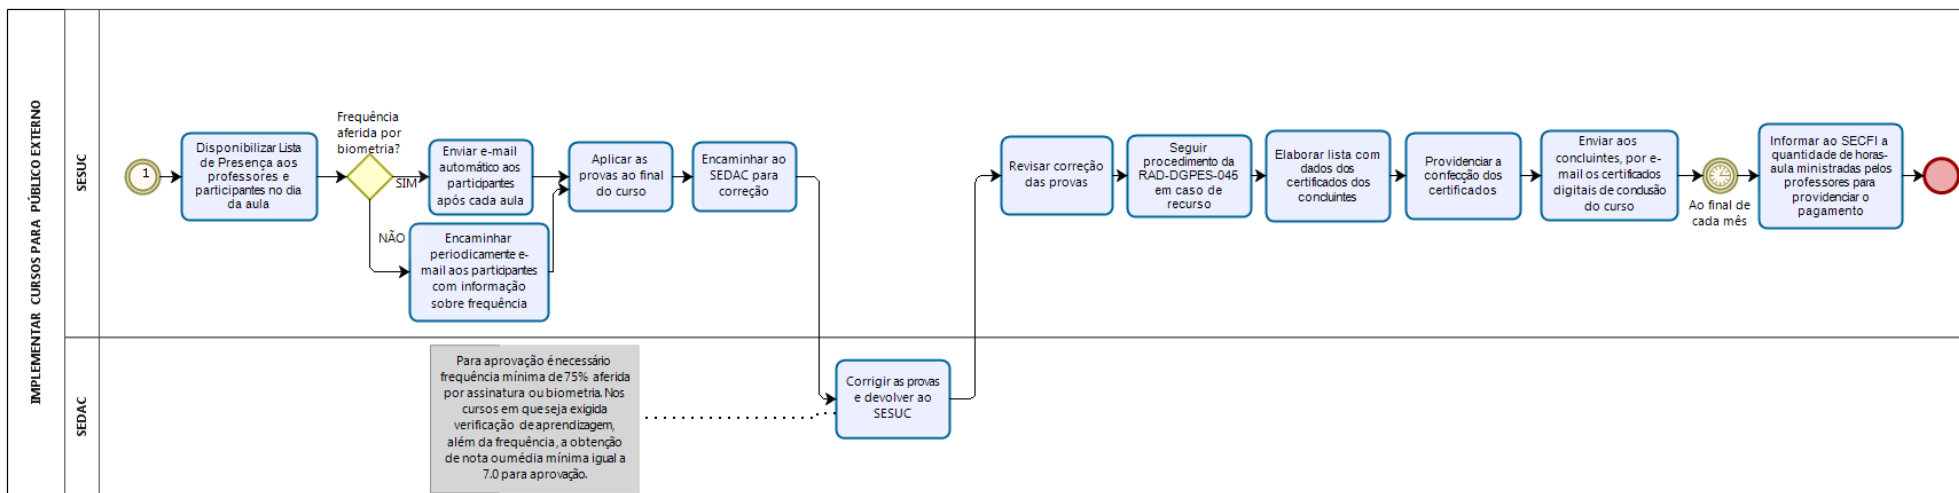 IMPLEMENTAR CURSOS PARA PÚBLICO EXTERNO
SESUC
1
Disponibilizar Lista
de Presença aos
professores e
participantes no dia
da aula
Frequência
aferida por
biometria?
SIM
NÃO
Enviar e-mail
automático aos
participantes
após cada aula
Encaminhar
periodicamente e-
mail aos participantes
com informação
sobre frequência
Aplicar as
provas ao final
do curso
Encaminhar ao
SEDAC para
correção
Revisar correção
das provas
Seguir
procedimento da
RAD-DGPES-045
em caso de
recurso
Elaborar lista com
dados dos
certificados dos
concluintes
Providenciar a
confecção dos
certificados
Enviar aos
concluintes, por e-
mail os certificados
digitais de conclusão
do curso
Ao final de
cada mês
Informar ao SECFI a
quantidade de horas-
aula ministradas pelos
professores para
providenciar o
pagamento
SEDAC
Para aprovação é necessário
frequência mínima de 75% aferida
por assinatura ou biometria. Nos
cursos em que seja exigida
verificação de aprendizagem,
além da frequência, a obtenção
de nota ou média mínima igual a
7.0 para aprovação.
Corrigir as provas
e devolver ao
SESUC